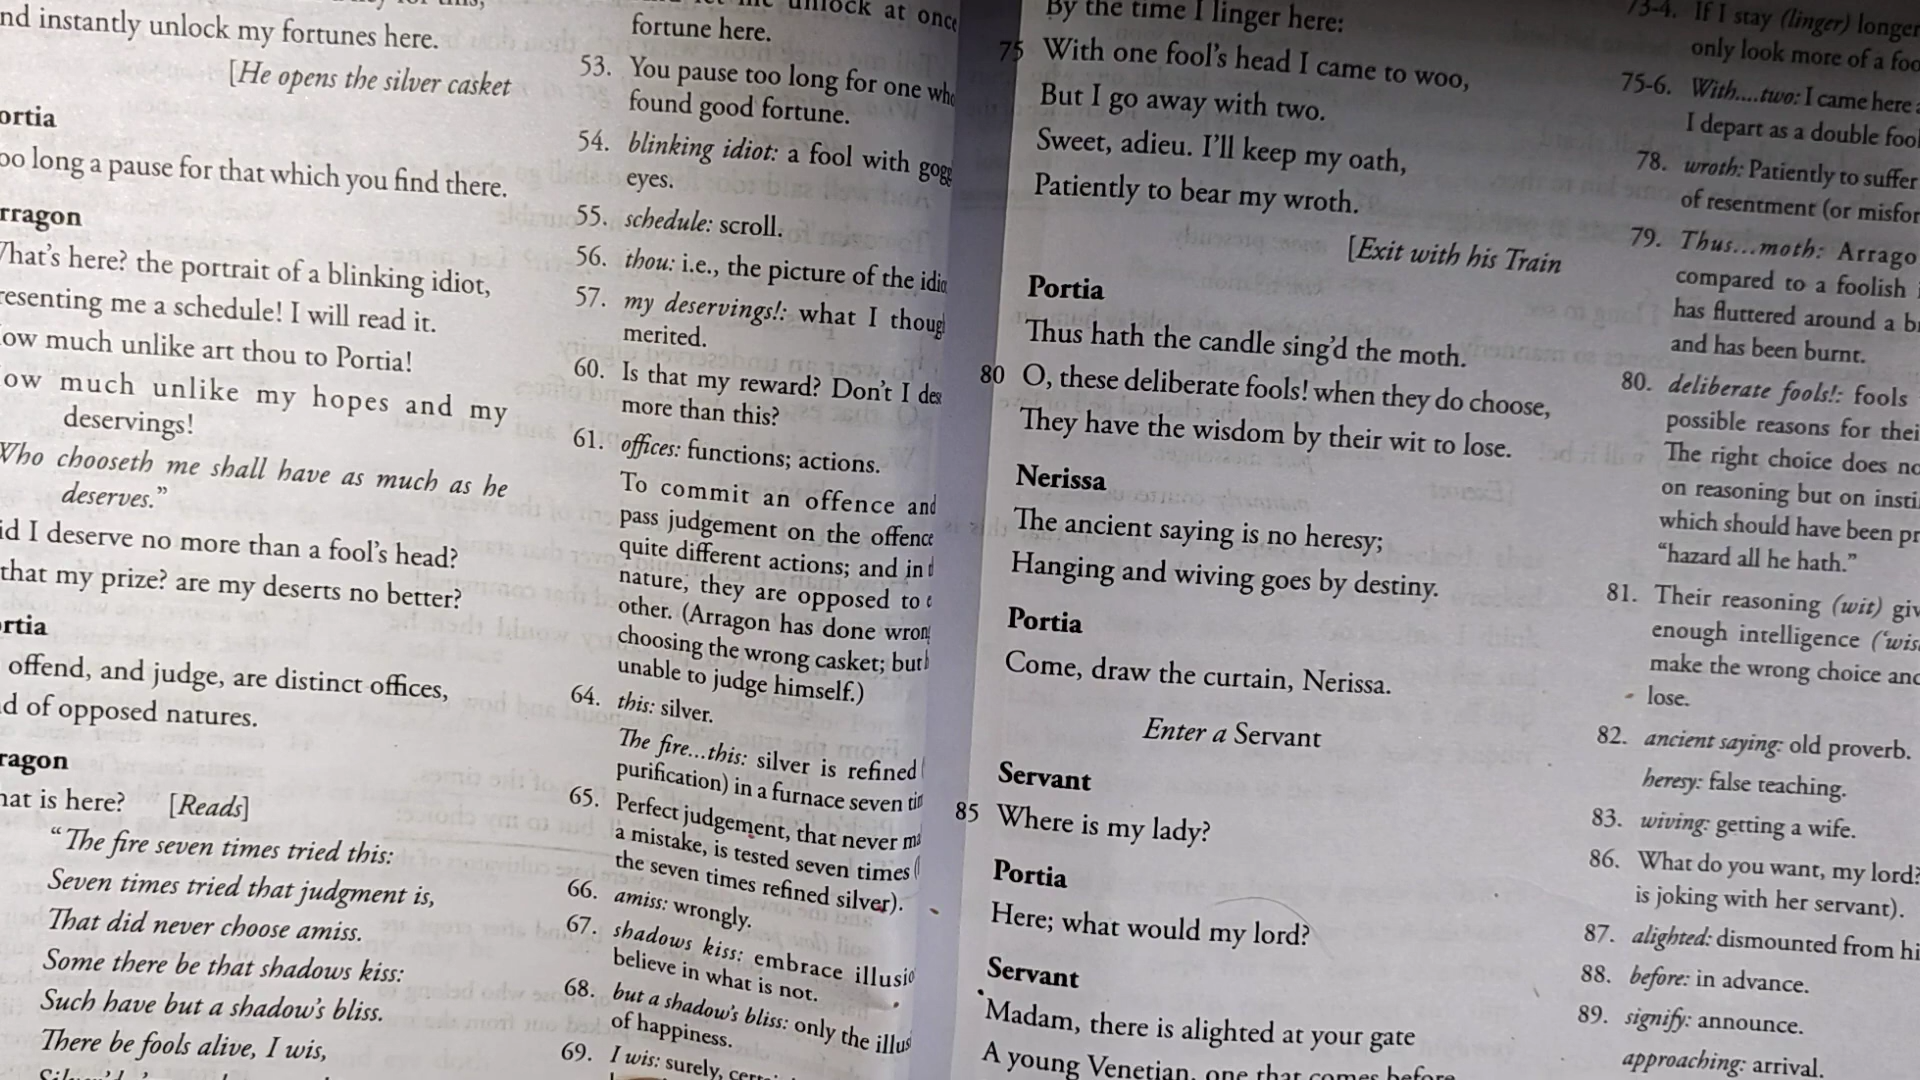 nd instantly unlock my fortunes here.
[He opens the silver casket
ortia
oo long a pause for that which you find there.
rragon
hat's here? the portrait of a blinking idiot,
resenting me a schedule! I will read it.
ow much unlike art thou to Portia!
ow much unlike my hopes and my
deservings!
Who chooseth me shall have as much as he
deserves."
id I deserve no more than a fool's head?
that my prize? are my deserts no better?
rtia
offend, and judge, are distinct offices,
d of opposed natures.
ragon
hat is here? [Reads]
"The fire seven times tried this:
Seven times tried that judgment is,
That did never choose amiss.
Some there be that shadows kiss:
Such have but a shadow's bliss.
There be fools alive, I wis,
unlock at once
fortune here.
53. You pause too long for one who
found good fortune.
54. blinking idiot: a fool with gogg
eyes.
55. schedule: scroll.
56. thou: i.e., the picture of the idio
57. my deservings!: what I thoug
merited.
60. Is that my reward? Don't I des
more than this?
61. offices: functions; actions.
To commit an offence and
pass judgement on the offence
quite different actions; and in
nature, they are opposed to
other. (Arragon has done wron
choosing the wrong casket; but
unable to judge himself.)
64. this: silver.
The fire...this: silver is refined
purification) in a furnace seven tim
65. Perfect judgement, that never ma
a mistake, is tested seven times (
the seven times refined silver).
66. amiss: wrongly.
67. shadows kiss: embrace illusio
believe in what is not.
68. but a shadow's bliss: only the illus
of happiness.
69. I wis: surely,
By the time I linger here:
75 With one fool's head I came to woo,
But I go away with two.
Sweet, adieu. I'll keep my oath,
Patiently to bear my wroth.
[Exit with his Train
Portia
Thus hath the candle sing'd the moth.
80 O, these deliberate fools! when they do choose,
They have the wisdom by their wit to lose.
Nerissa
The ancient saying is no heresy;
Hanging and wiving goes by destiny.
Portia
Come, draw the curtain, Nerissa.
Enter a Servant
Servant
85 Where is my lady?
Portia
Here; what would my lord?
Servant
Madam, there is alighted at your gate
A young Venetian, one that comes before
73-4. If I stay (linger) longer
only look more of a foo
75-6. With....two: I came here a
I depart as a double fool
78. wroth: Patiently to suffer
of resentment (or misfor
79. Thus...moth: Arrago
compared to a foolish
has fluttered around a br
and has been burnt.
80. deliberate fools!: fools
possible reasons for thei
The right choice does no
on reasoning but on insti
which should have been pr
"hazard all he hath."
81. Their reasoning (wit) giv
enough intelligence ('wis
make the wrong choice and
lose.
82. ancient saying: old proverb.
heresy: false teaching.
83. wiving: getting a wife.
86. What do you want, my lord?
is joking with her servant).
87. alighted: dismounted from hi
88. before: in advance.
89. signify: announce.
approaching: arrival.